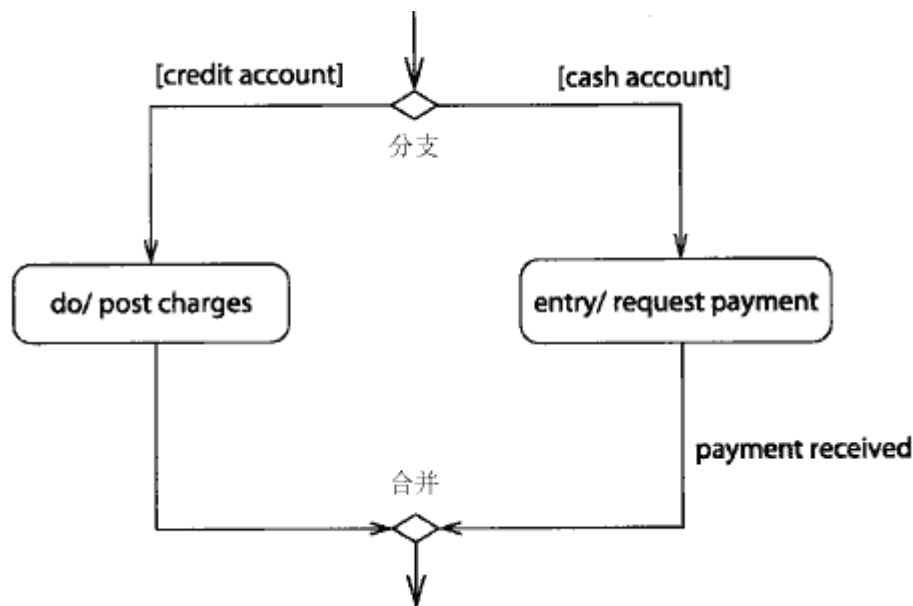 [credit account]
[cash account]
分支
do/ post charges
entry/ request payment
payment received
合并